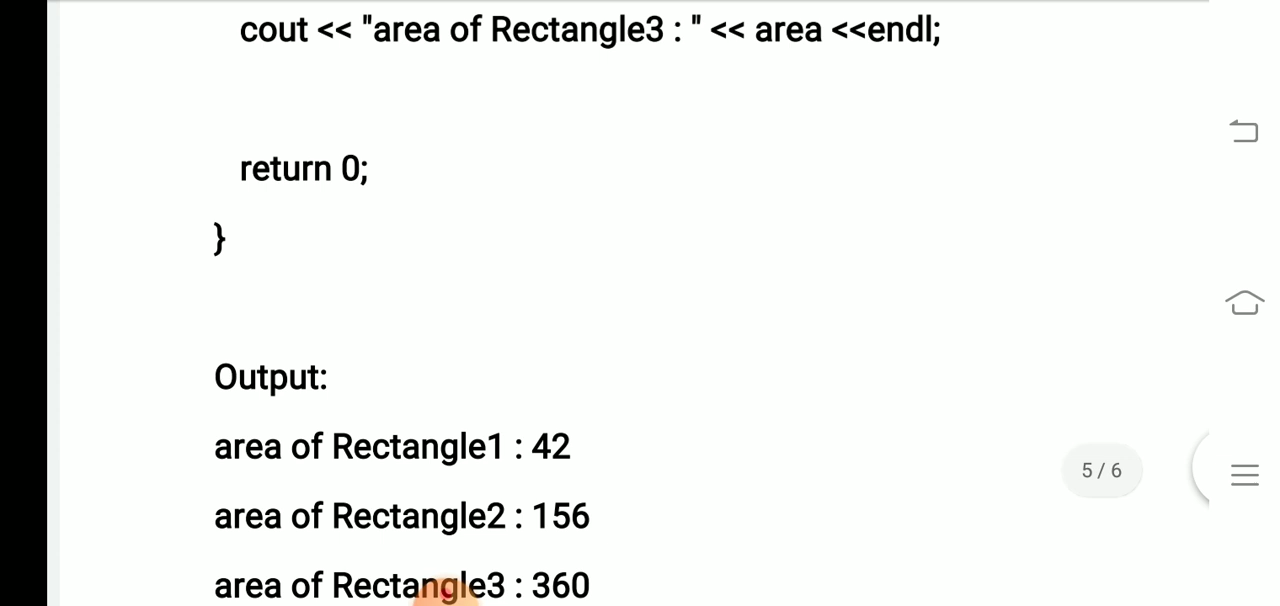 cout << "area of Rectangle3 : " << area <<endl;
return 0;
}
Output:
area of Rectangle1 : 42
5 / 6
area of Rectangle2 : 156
area of Rectangle3 : 360